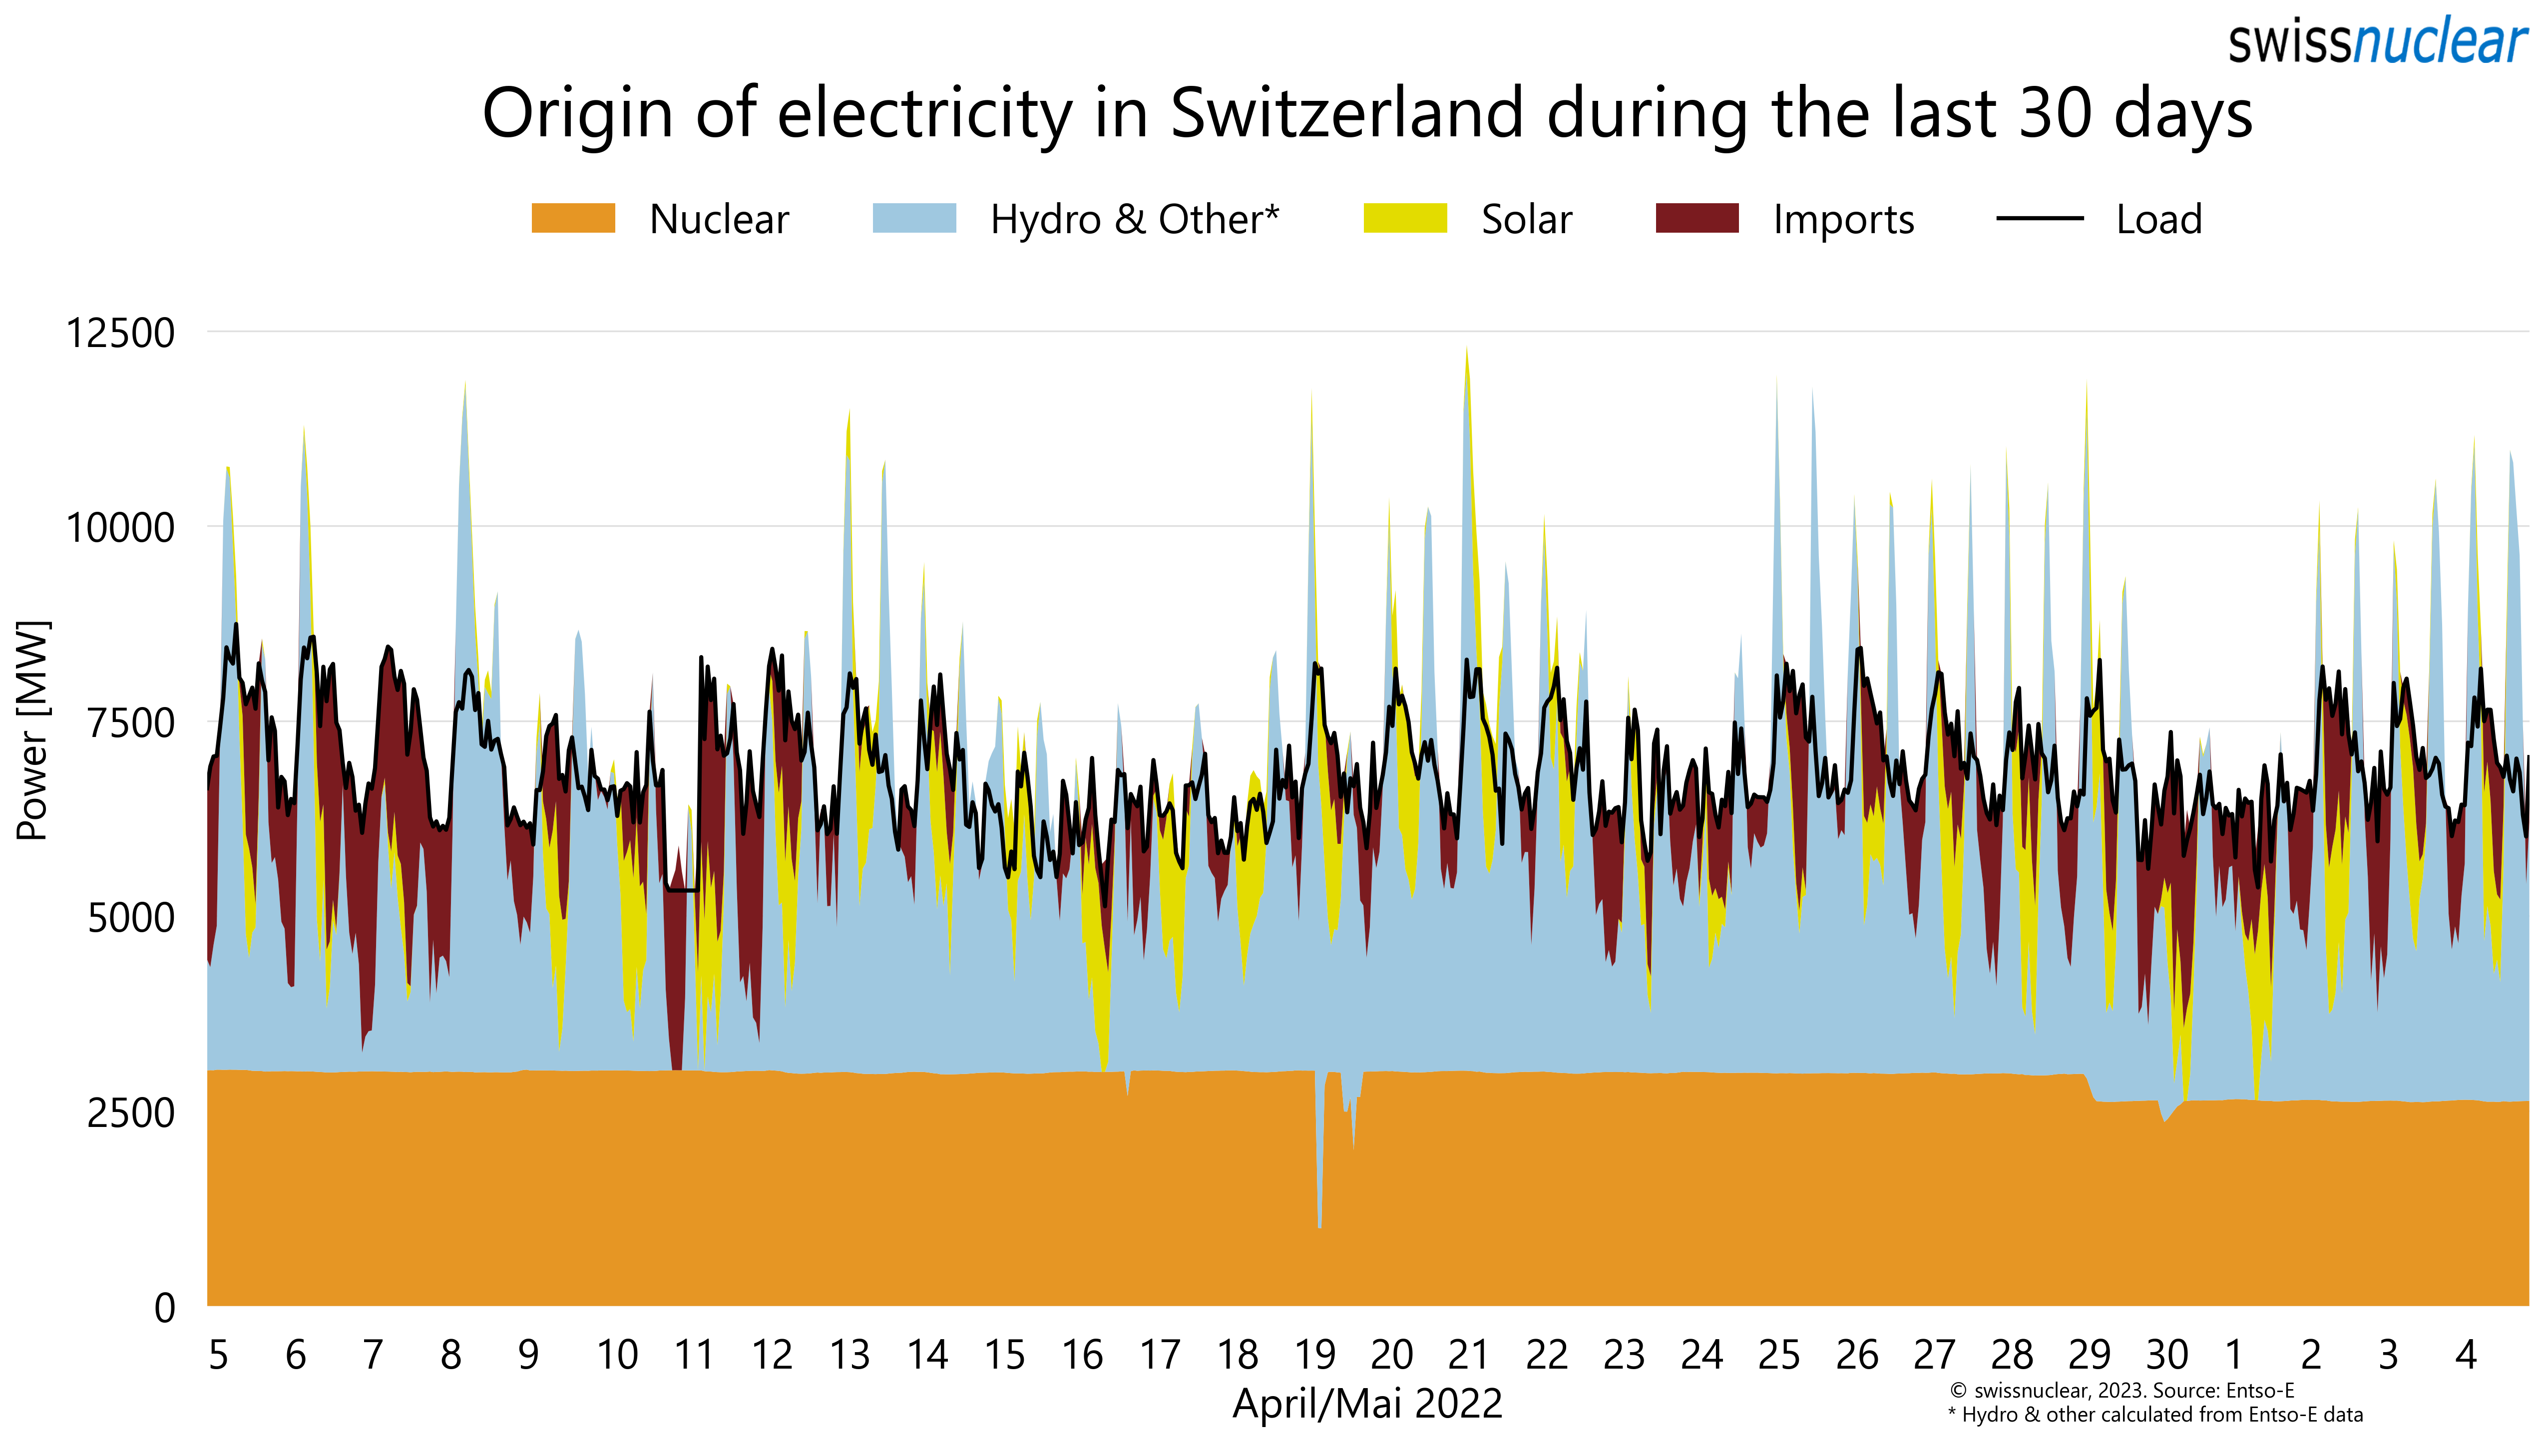 swissnuclear
Origin of electricity in Switzerland during the last 30 days
Nuclear Hydro & Other* Solar Imports Load
12500
10000
7500
5000
2500
0
Power [MW]
5 6 7 8 9 10 11 12 13 14 15 16 17 18 19 20 21 22 23 24 25 26 27 28 29 30 1 2 3 4
April/Mai 2022
© swissnuclear, 2023. Source: Entso-E
* Hydro & other calculated from Entso-E data